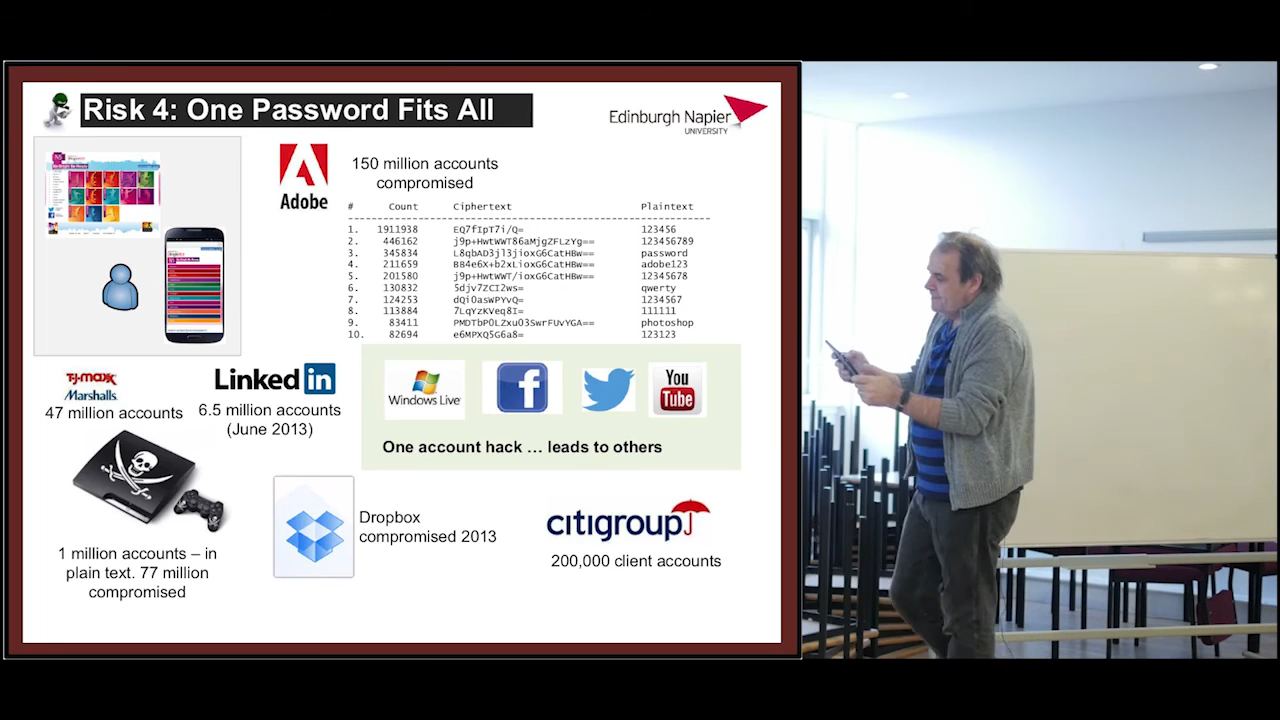 Risk 4: One Password Fits All
Edinburgh Napier
UNIVERSITY
Adobe
150 million accounts
compromised
# Count Ciphertext Plaintext
1. 1911938 EQ7fIpT7i/Q= 123456
2. 446162 j9p+HwtWWT86aMjgZFLzYg== 123456789
3. 345834 L8qbAD3jl3jioxG6CatHBw== password
4. 211659 BB4e6X+b2xLioxG6CatHBw== adobe123
5. 201580 j9p+HwtWWT/ioxG6CatHBw== 12345678
6. 130832 5djv7ZCI2ws= qwerty
7. 124253 dQi0asWPYvQ= 1234567
8. 113884 7LqYzKVeq8I= 111111
9. 83411 PMDTbP0LZxu03SwrFUvYGA== photoshop
10. 82694 e6MPXQ5G6a8= 123123
T.J.maxx
Marshalls.
47 million accounts
Linked in
6.5 million accounts
(June 2013)
Windows Live
f
You
Tube
One account hack … leads to others
1 million accounts – in
plain text. 77 million
compromised
Dropbox
compromised 2013
citigroup
200,000 client accounts